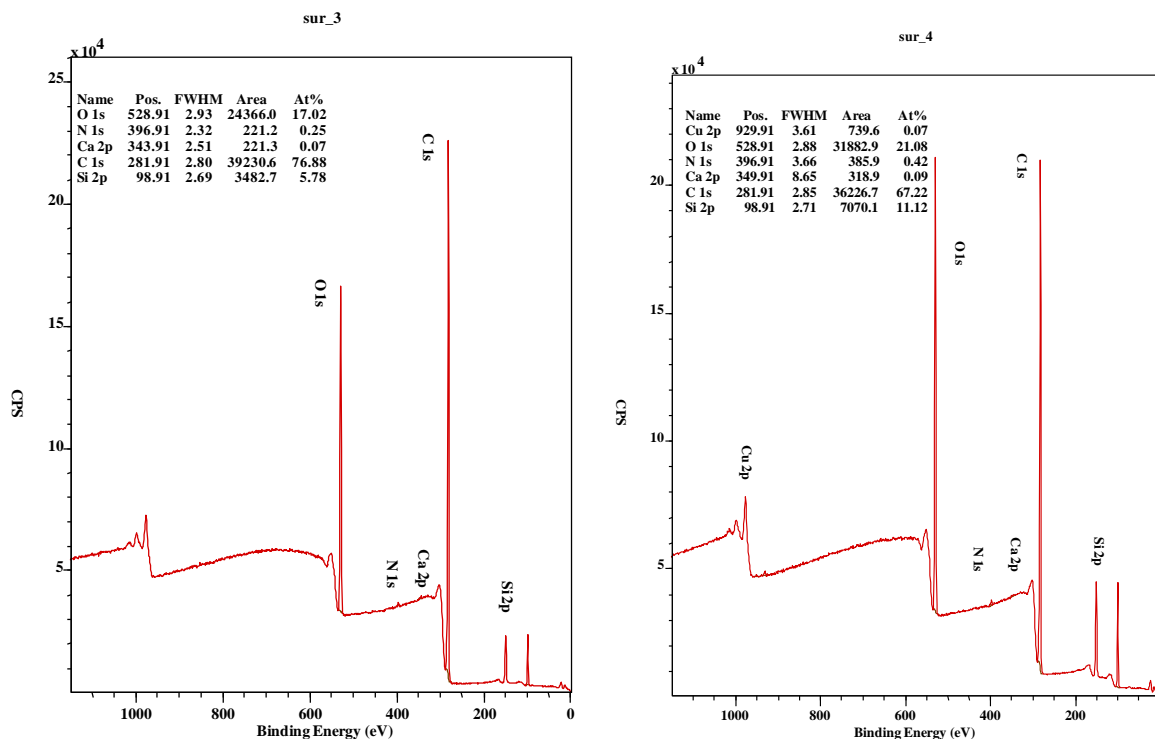 sur_3
x 10^4
25
20
15
10
5
CPS
Name Pos. FWHM Area At%
O 1s 528.91 2.93 24366.0 17.02
N 1s 396.91 2.32 221.2 0.25
Ca 2p 343.91 2.51 221.3 0.07
C 1s 281.91 2.80 39230.6 76.88
Si 2p 98.91 2.69 3482.7 5.78
C 1s
O 1s
N 1s
Ca 2p
Si 2p
1000 800 600 400 200 0
Binding Energy (eV)
sur_4
x 10^4
20
15
10
5
CPS
Name Pos. FWHM Area At%
Cu 2p 929.91 3.61 739.6 0.07
O 1s 528.91 2.88 31882.9 21.08
N 1s 396.91 3.66 385.9 0.42
Ca 2p 349.91 8.65 318.9 0.09
C 1s 281.91 2.85 36226.7 67.22
Si 2p 98.91 2.71 7070.1 11.12
C 1s
O 1s
Cu 2p
N 1s
Ca 2p
Si 2p
1000 800 600 400 200
Binding Energy (eV)